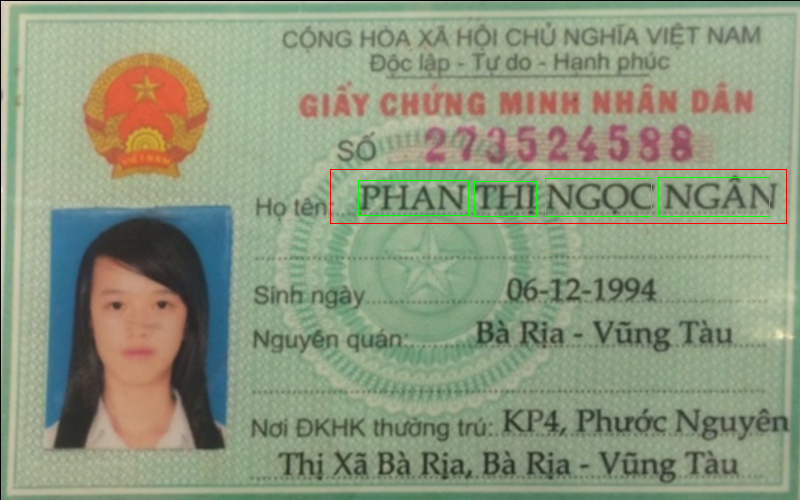 CỘNG HÒA XÃ HỘI CHỦ NGHĨA VIỆT NAM
Độc lập - Tự do - Hạnh phúc
GIẤY CHỨNG MINH NHÂN DÂN
SỐ 273524588
Họ tên: PHAN THỊ NGỌC NGÂN
Sinh ngày 06-12-1994
Nguyên quán: Bà Rịa - Vũng Tàu
Nơi ĐKHK thường trú: KP4, Phước Nguyên
Thị Xã Bà Rịa, Bà Rịa - Vũng Tàu
VIỆT NAM